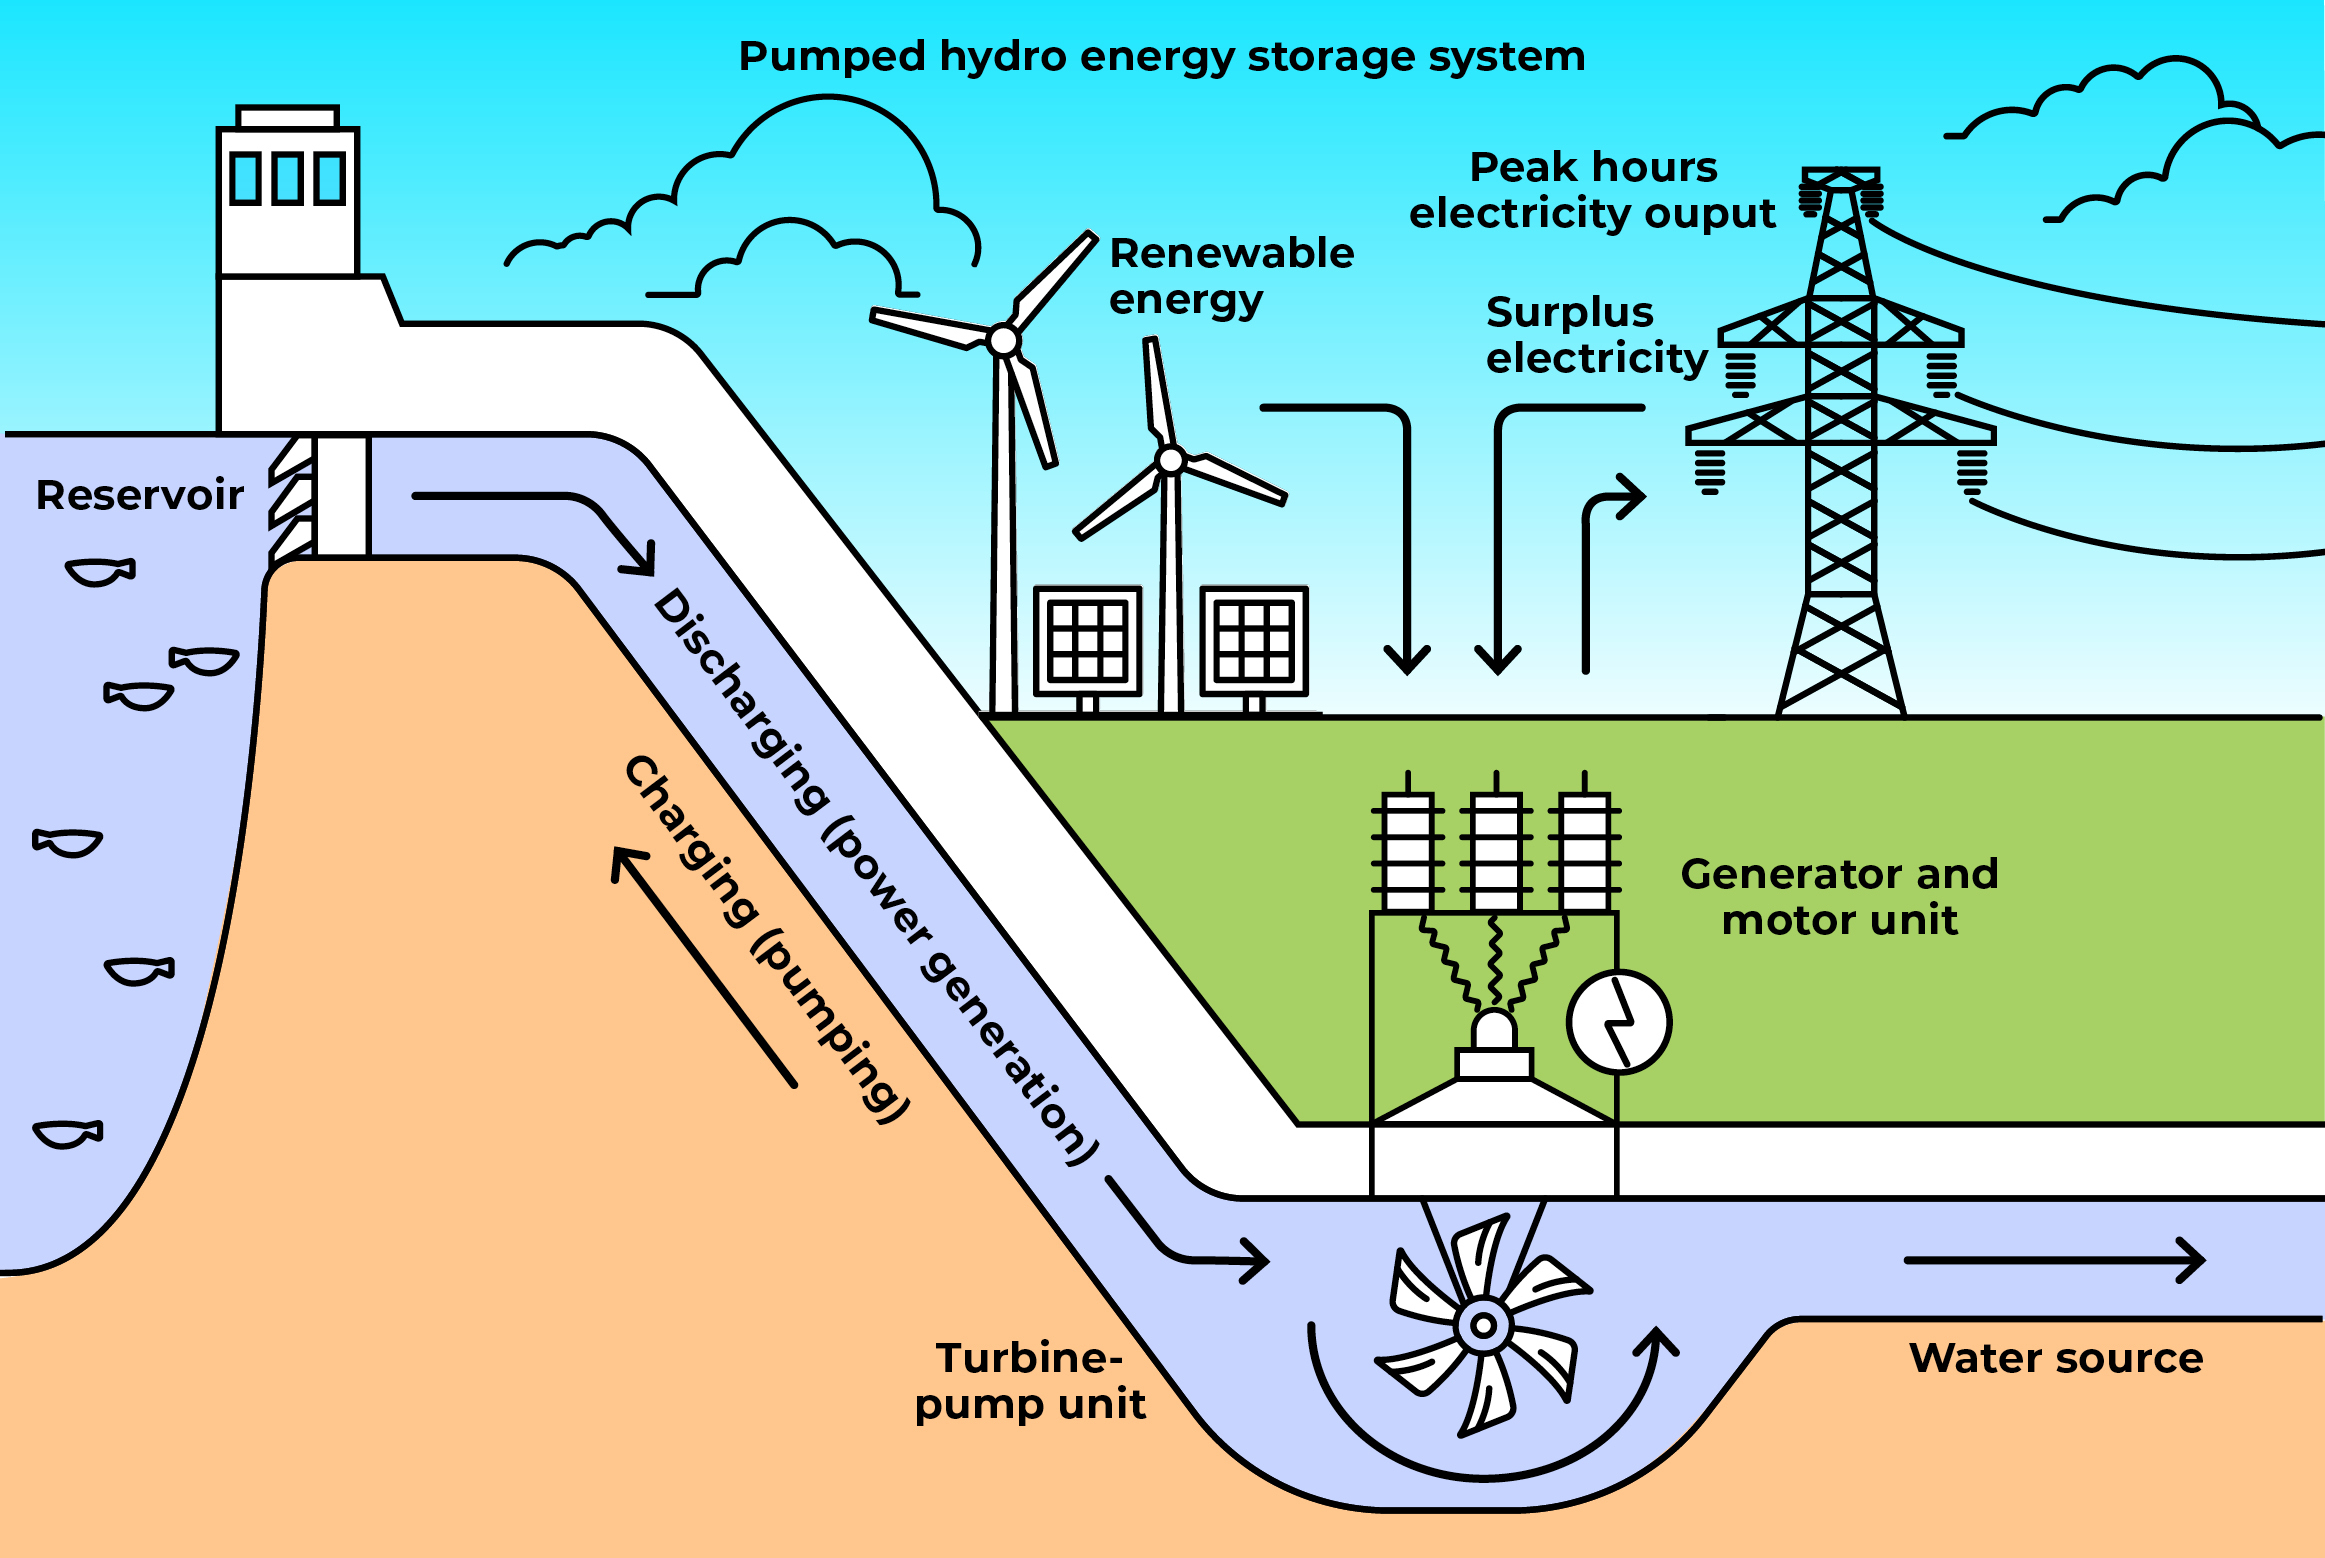 Pumped hydro energy storage system
Peak hours
electricity ouput
Renewable
energy
Surplus
electricity
Reservoir
Discharging (power generation)
Charging (pumping)
Generator and
motor unit
Turbine-
pump unit
Water source